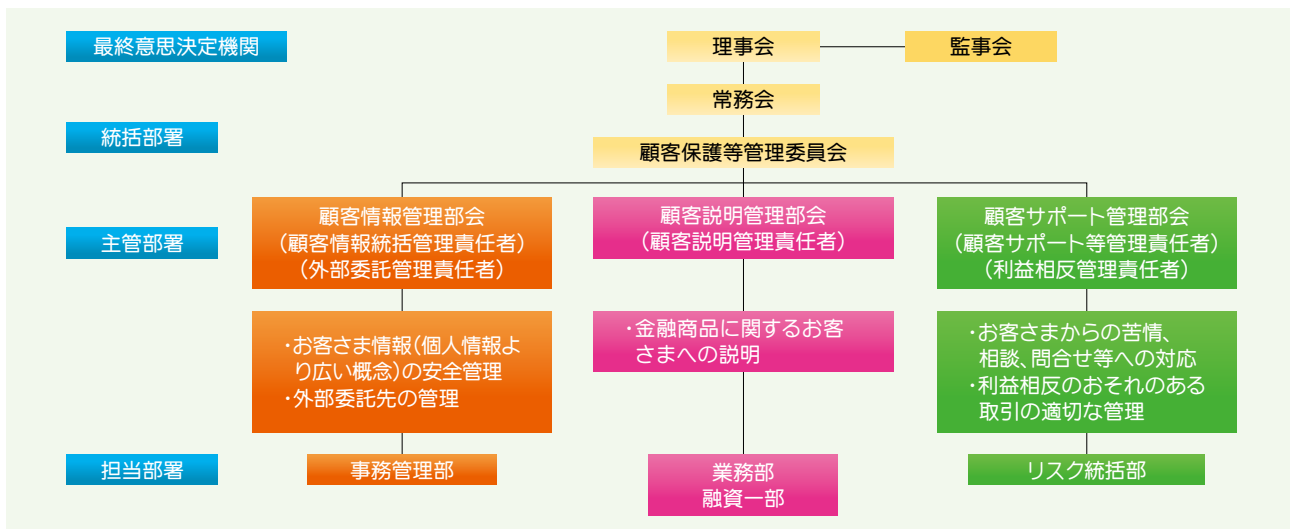 最終意思決定機関
理事会
監事会
常務会
統括部署
顧客保護等管理委員会
主管部署
顧客情報管理部会
(顧客情報統括管理責任者)
(外部委託管理責任者)
顧客説明管理部会
(顧客説明管理責任者)
顧客サポート管理部会
(顧客サポート等管理責任者)
(利益相反管理責任者)
・お客さま情報(個人情報よ
り広い概念)の安全管理
・外部委託先の管理
・金融商品に関するお客
さまへの説明
・お客さまからの苦情、
相談、問合せ等への対応
・利益相反のおそれのある
取引の適切な管理
担当部署
事務管理部
業務部
融資一部
リスク統括部